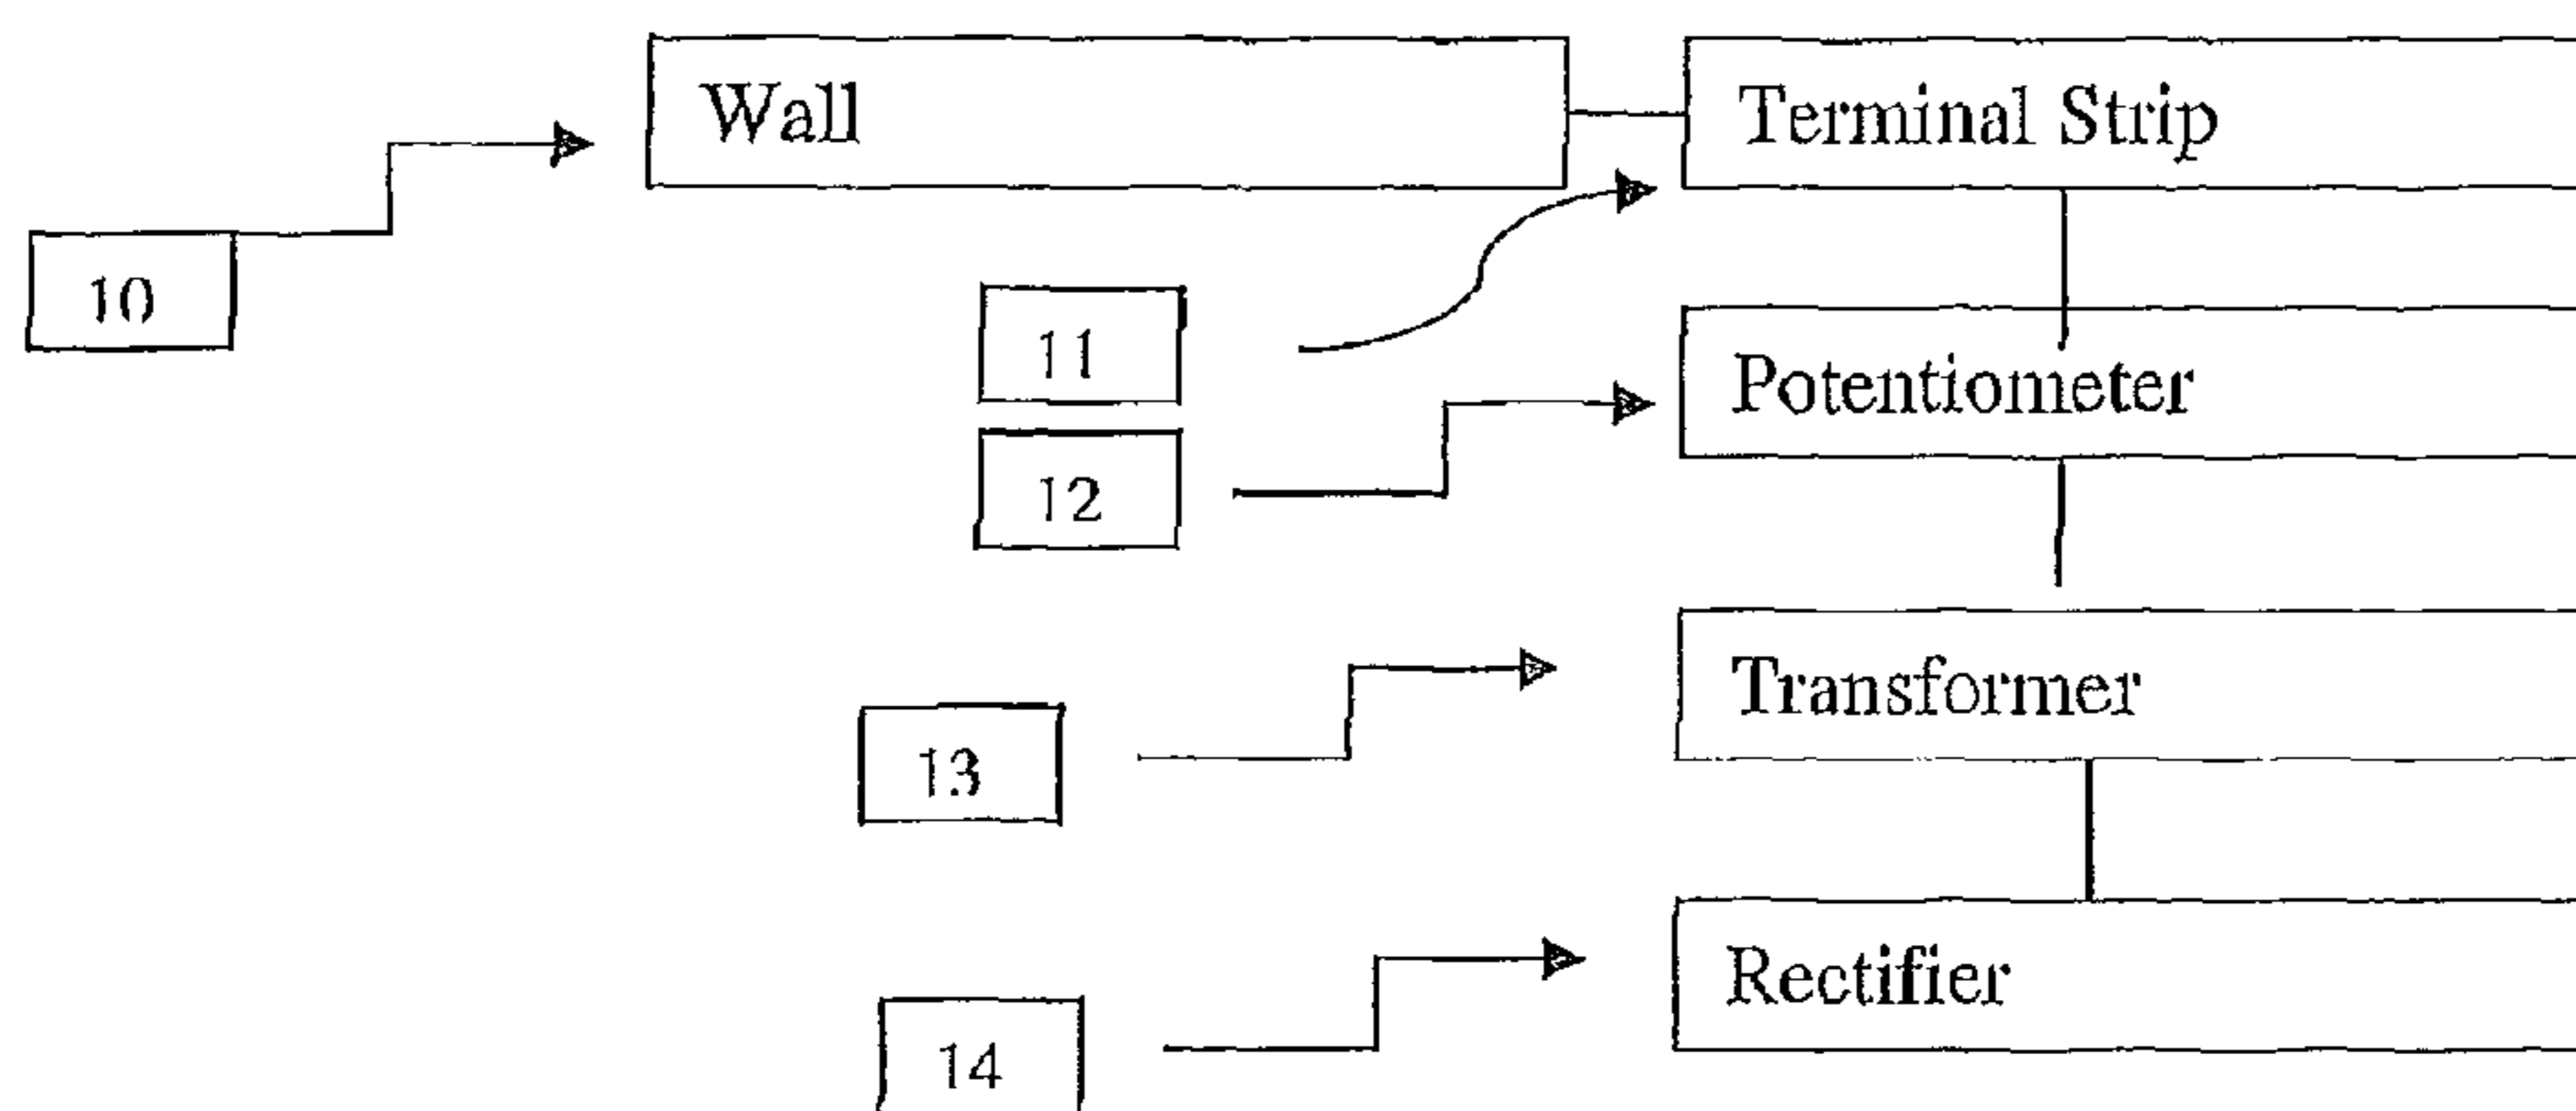 Wall
Terminal Strip
10
11
Potentiometer
12
Transformer
13
Rectifier
14